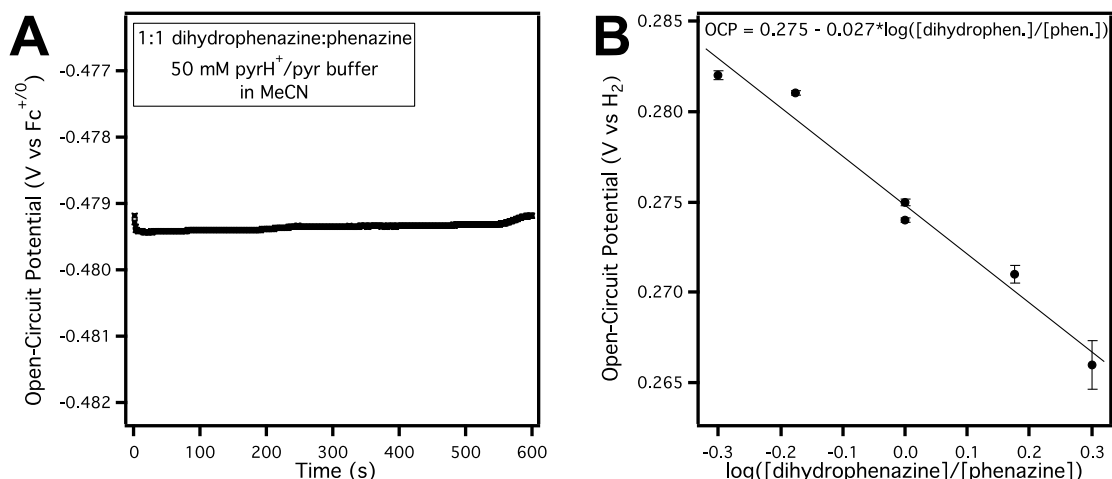 A
1:1 dihydrophenazine:phenazine
50 mM pyrH⁺/pyr buffer
in MeCN
Open-Circuit Potential (V vs Fc⁺ᐟ⁰)
-0.477
-0.478
-0.479
-0.480
-0.481
-0.482
0 100 200 300 400 500 600
Time (s)
B
OCP = 0.275 - 0.027*log([dihydrophen.]/[phen.])
Open-Circuit Potential (V vs H₂)
0.285
0.280
0.275
0.270
0.265
-0.3 -0.2 -0.1 0.0 0.1 0.2 0.3
log([dihydrophenazine]/[phenazine])